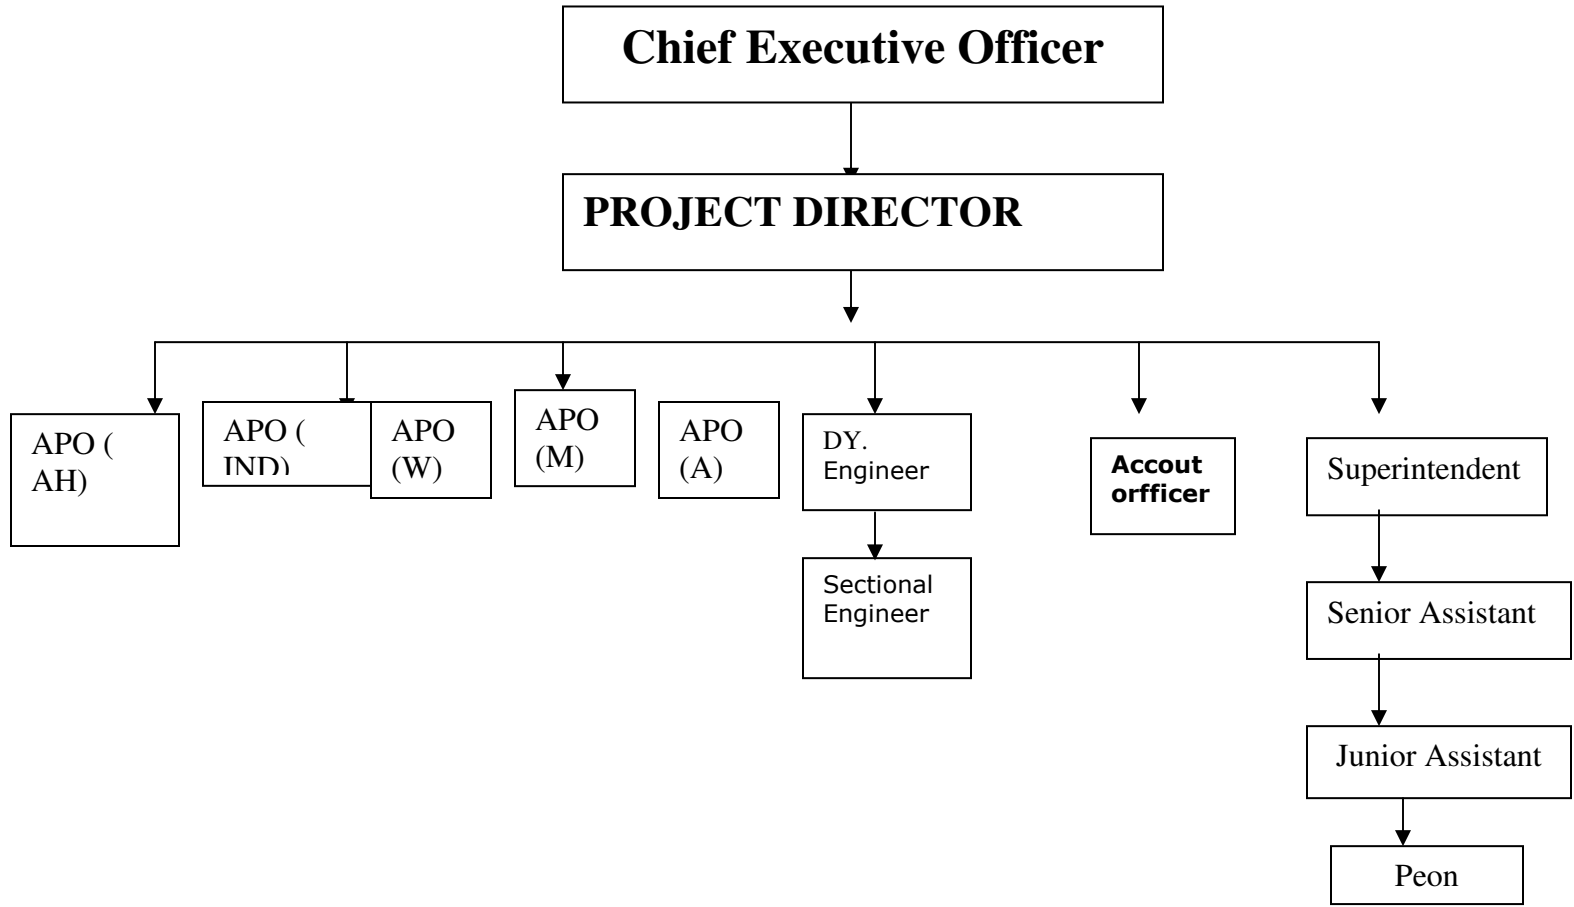 Chief Executive Officer
PROJECT DIRECTOR
APO (
AH)
APO (
IND)
APO
(W)
APO
(M)
APO
(A)
DY.
Engineer
Accout
orfficer
Superintendent
Sectional
Engineer
Senior Assistant
Junior Assistant
Peon